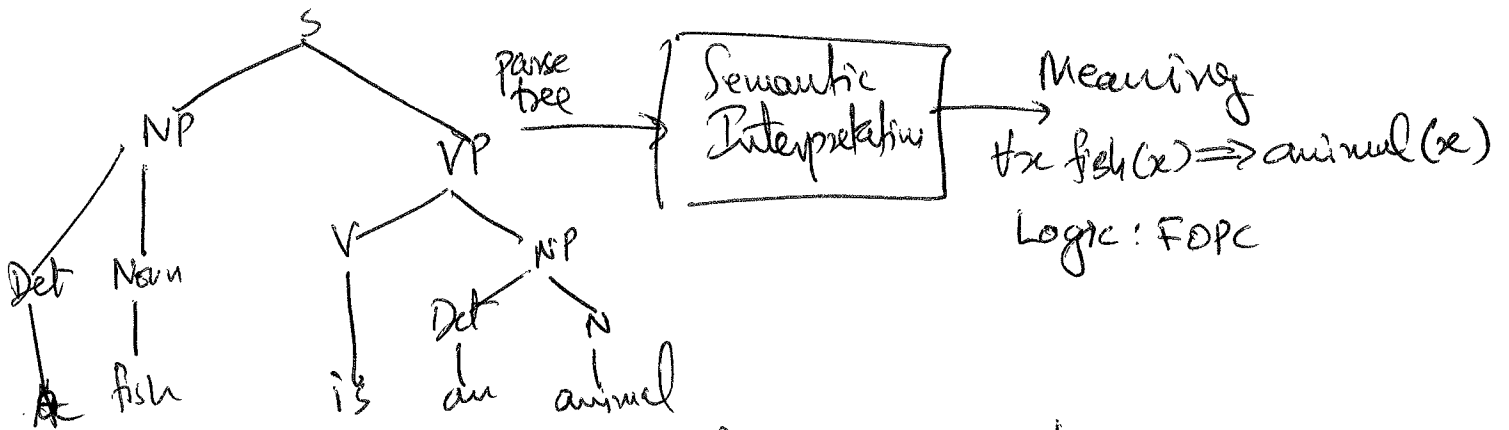 S
parse tree
Semantic Interpretation
Meaning
NP
VP
∀x fish(x) ⇒ animal(x)
V
NP
Logic: FOPC
Det
Noun
Det
N
A
fish
is
an
animal